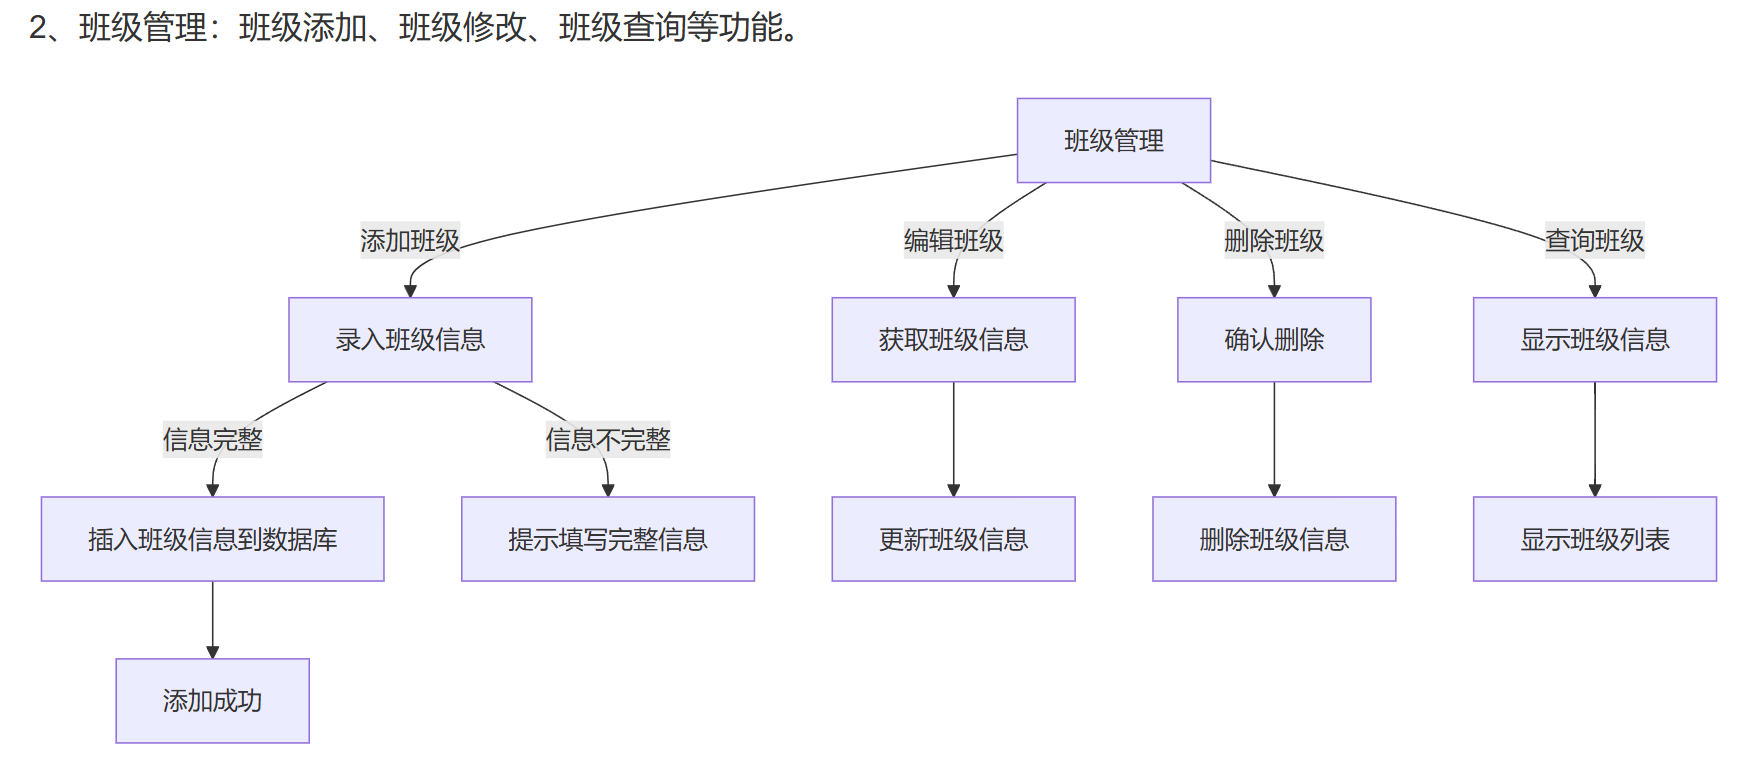 2、班级管理：班级添加、班级修改、班级查询等功能。
班级管理
添加班级
编辑班级
删除班级
查询班级
录入班级信息
获取班级信息
确认删除
显示班级信息
信息完整
信息不完整
插入班级信息到数据库
提示填写完整信息
更新班级信息
删除班级信息
显示班级列表
添加成功